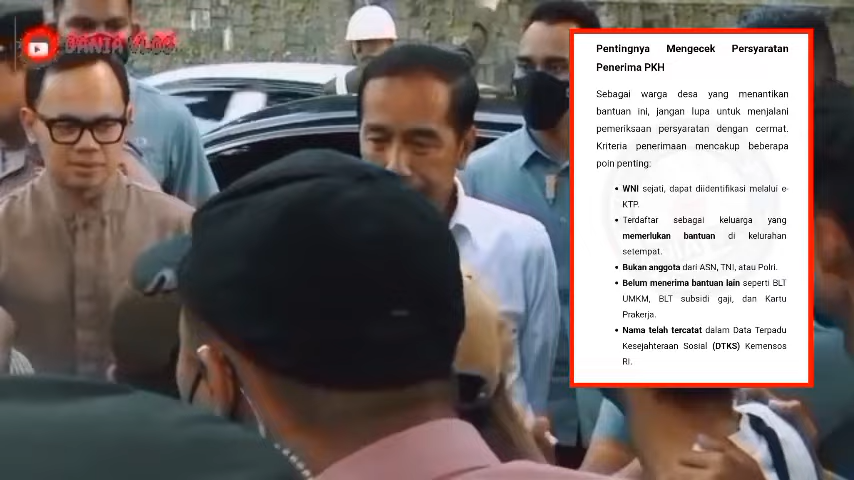 DANIA VLOG
Pentingnya Mengecek Persyaratan
Penerima PKH
Sebagai warga desa yang menantikan
bantuan ini, jangan lupa untuk menjalani
pemeriksaan persyaratan dengan cermat.
Kriteria penerimaan mencakup beberapa
poin penting:
• WNI sejati, dapat diidentifikasi melalui e-
KTP.
• Terdaftar sebagai keluarga yang
memerlukan bantuan di kelurahan
setempat.
• Bukan anggota dari ASN, TNI, atau Polri.
• Belum menerima bantuan lain seperti BLT
UMKM, BLT subsidi gaji, dan Kartu
Prakerja.
• Nama telah tercatat dalam Data Terpadu
Kesejahteraan Sosial (DTKS) Kemensos
RI.